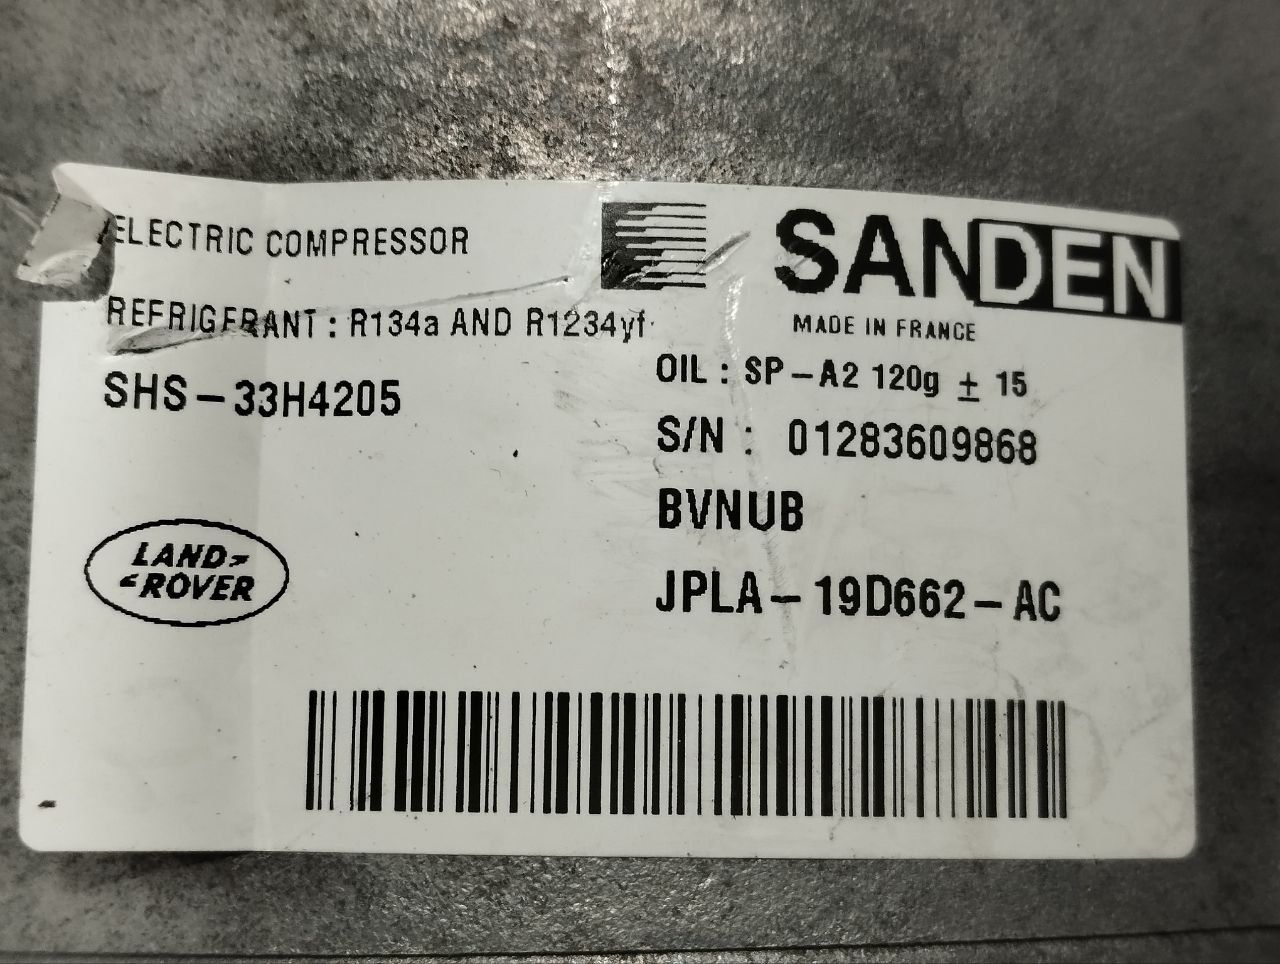 ELECTRIC COMPRESSOR
SANDEN
MADE IN FRANCE
REFRIGERANT : R134a AND R1234yf
OIL : SP-A2 120g ± 15
SHS-33H4205
S/N : 01283609868
BVNUB
LAND
ROVER
JPLA-19D662-AC